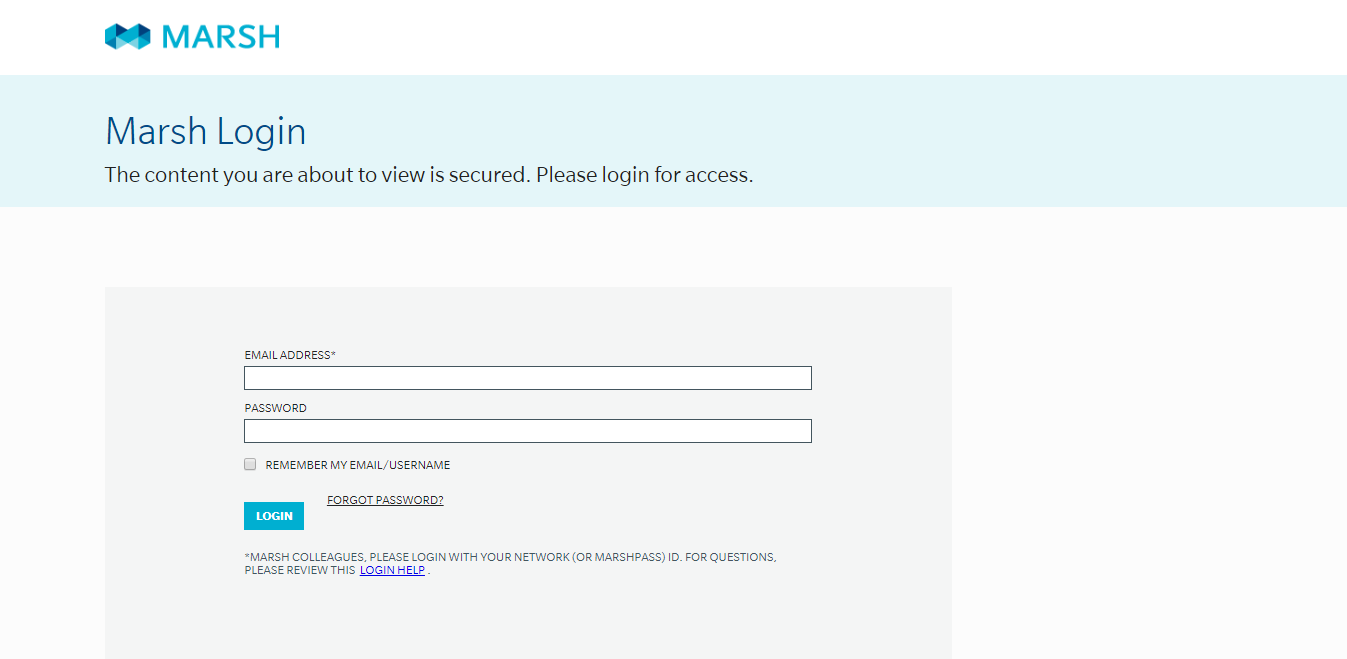 MARSH
Marsh Login
The content you are about to view is secured. Please login for access.
EMAIL ADDRESS*
PASSWORD
REMEMBER MY EMAIL/USERNAME
FORGOT PASSWORD?
LOGIN
*MARSH COLLEAGUES, PLEASE LOGIN WITH YOUR NETWORK (OR MARSHPASS) ID. FOR QUESTIONS,
PLEASE REVIEW THIS LOGIN HELP .